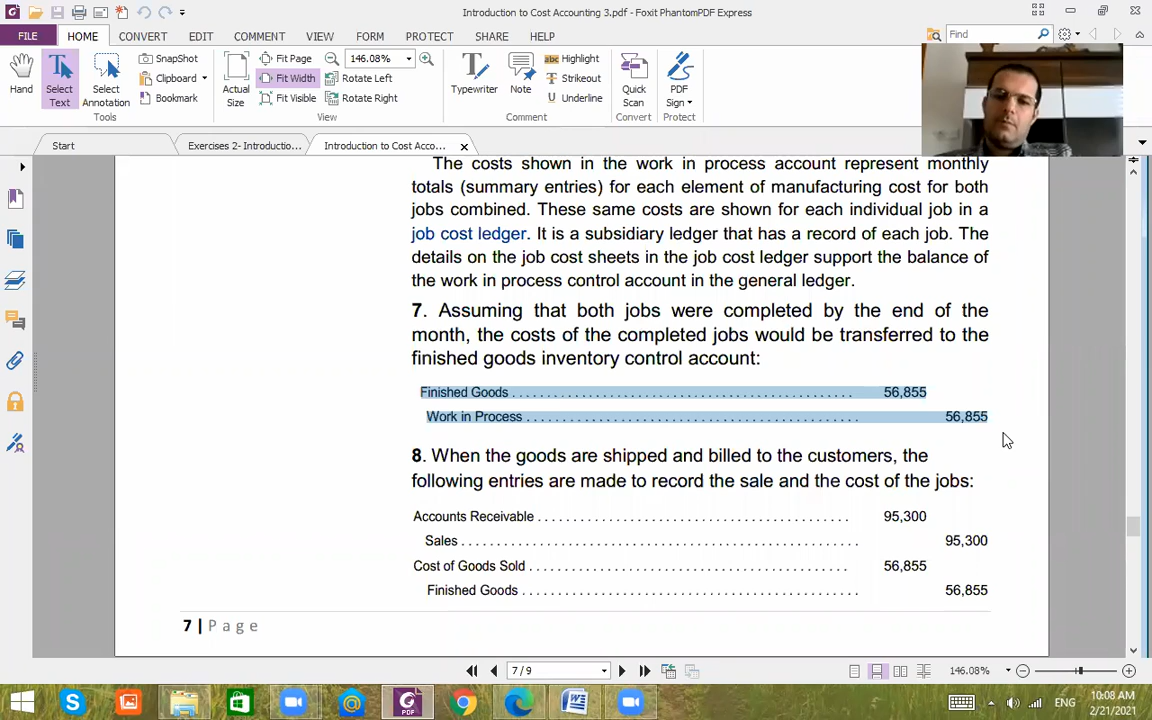 Introduction to Cost Accounting 3.pdf - Foxit PhantomPDF Express
FILE HOME CONVERT EDIT COMMENT VIEW FORM PROTECT SHARE HELP
Find
SnapShot Fit Page 146.08% Highlight
Clipboard Fit Width Rotate Left Strikeout
Bookmark Fit Visible Rotate Right Underline
Hand Select Text Select Annotation Actual Size Typewriter Note Quick Scan PDF Sign
Tools View Comment Convert Protect
Start Exercises 2- Introductio... Introduction to Cost Acco...
The costs shown in the work in process account represent monthly
totals (summary entries) for each element of manufacturing cost for both
jobs combined. These same costs are shown for each individual job in a
job cost ledger. It is a subsidiary ledger that has a record of each job. The
details on the job cost sheets in the job cost ledger support the balance of
the work in process control account in the general ledger.
7. Assuming that both jobs were completed by the end of the
month, the costs of the completed jobs would be transferred to the
finished goods inventory control account:
Finished Goods . . . . . . . . . . . . . . . . . . . . . . . . . . . . . . . . . . . . . . . . . . . . . . . . 56,855
Work in Process . . . . . . . . . . . . . . . . . . . . . . . . . . . . . . . . . . . . . . . . . . . . . . . . 56,855
8. When the goods are shipped and billed to the customers, the
following entries are made to record the sale and the cost of the jobs:
Accounts Receivable . . . . . . . . . . . . . . . . . . . . . . . . . . . . . . . . . . . . . . . . . . . . 95,300
Sales . . . . . . . . . . . . . . . . . . . . . . . . . . . . . . . . . . . . . . . . . . . . . . . . . . . . . . . . 95,300
Cost of Goods Sold . . . . . . . . . . . . . . . . . . . . . . . . . . . . . . . . . . . . . . . . . . . . . 56,855
Finished Goods . . . . . . . . . . . . . . . . . . . . . . . . . . . . . . . . . . . . . . . . . . . . . . . . 56,855
7 | Page
7/9 146.08%
PDF
ENG
10:08 AM
2/21/2021